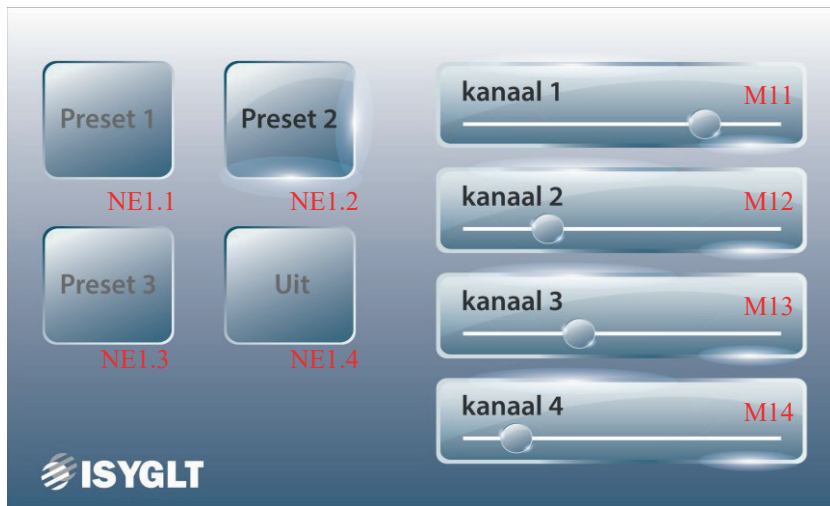 Preset 1
NE1.1
Preset 2
NE1.2
Preset 3
NE1.3
Uit
NE1.4
kanaal 1
M11
kanaal 2
M12
kanaal 3
M13
kanaal 4
M14
ISYGLT